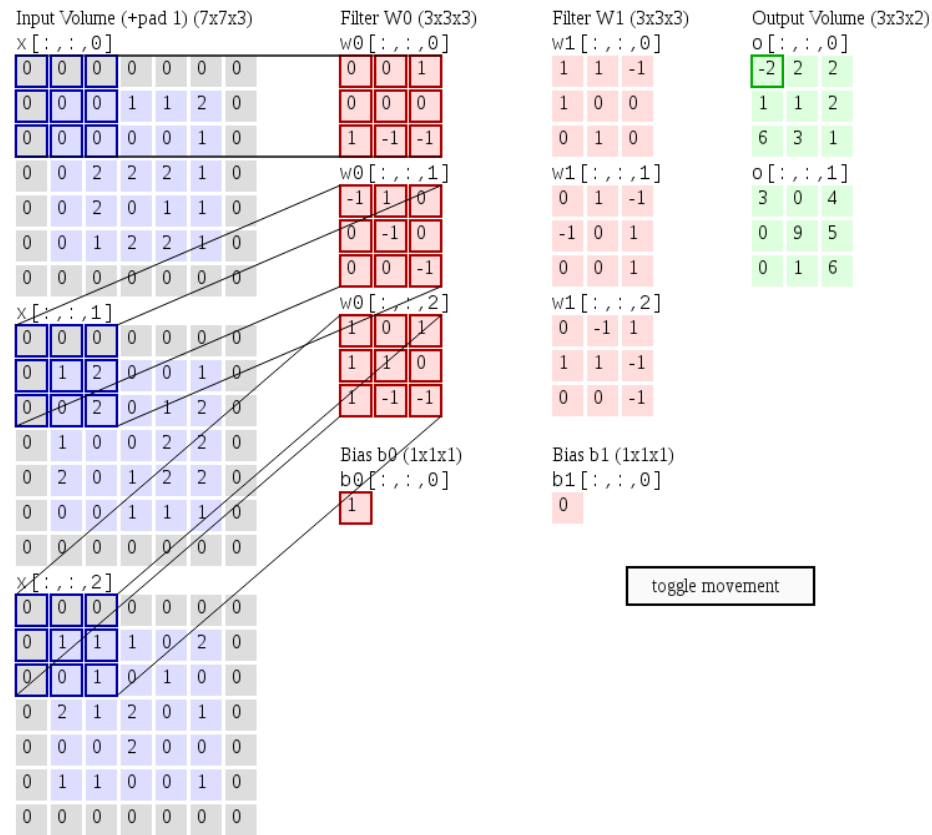 Input Volume (+pad 1) (7x7x3)
x[:,:,0]
0 0 0 0 0 0 0
0 0 0 1 1 2 0
0 0 0 0 0 1 0
0 0 2 2 2 1 0
0 0 2 0 1 1 0
0 0 1 2 2 1 0
0 0 0 0 0 0 0
x[:,:,1]
0 0 0 0 0 0 0
0 1 2 0 0 1 0
0 0 2 0 1 2 0
0 1 0 0 2 2 0
0 2 0 1 2 2 0
0 0 0 1 1 1 0
0 0 0 0 0 0 0
x[:,:,2]
0 0 0 0 0 0 0
0 1 1 1 0 2 0
0 0 1 0 1 0 0
0 2 1 2 0 1 0
0 0 0 2 0 0 0
0 1 1 0 0 1 0
0 0 0 0 0 0 0
Filter W0 (3x3x3)
w0[:,:,0]
0 0 1
0 0 0
1 -1 -1
w0[:,:,1]
-1 1 0
0 -1 0
0 0 -1
w0[:,:,2]
1 0 1
1 1 0
1 -1 -1
Bias b0 (1x1x1)
b0[:,:,0]
1
Filter W1 (3x3x3)
w1[:,:,0]
1 1 -1
1 0 0
0 1 0
w1[:,:,1]
0 1 -1
-1 0 1
0 0 1
w1[:,:,2]
0 -1 1
1 1 -1
0 0 -1
Bias b1 (1x1x1)
b1[:,:,0]
0
Output Volume (3x3x2)
o[:,:,0]
-2 2 2
1 1 2
6 3 1
o[:,:,1]
3 0 4
0 9 5
0 1 6
toggle movement